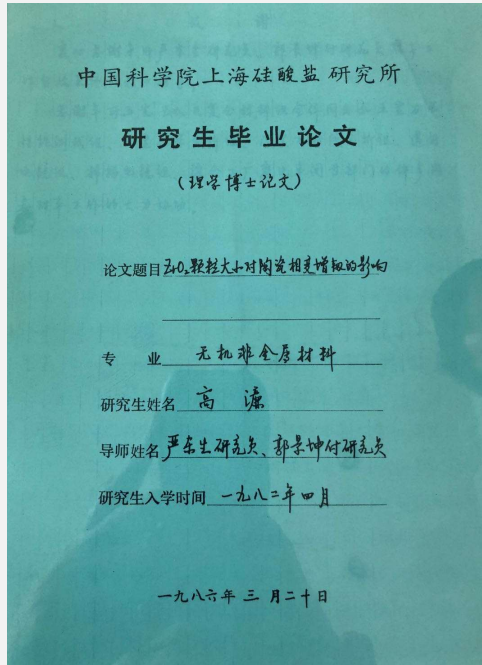 中国科学院上海硅酸盐研究所
研究生毕业论文
(理学博士论文)
论文题目 ZrO₂颗粒大小对陶瓷相变增韧的影响
专 业 无机非金属材料
研究生姓名 高 濂
导师姓名 严东生研究员、郭景坤付研究员
研究生入学时间 一九八二年四月
一九八六年三月二十日